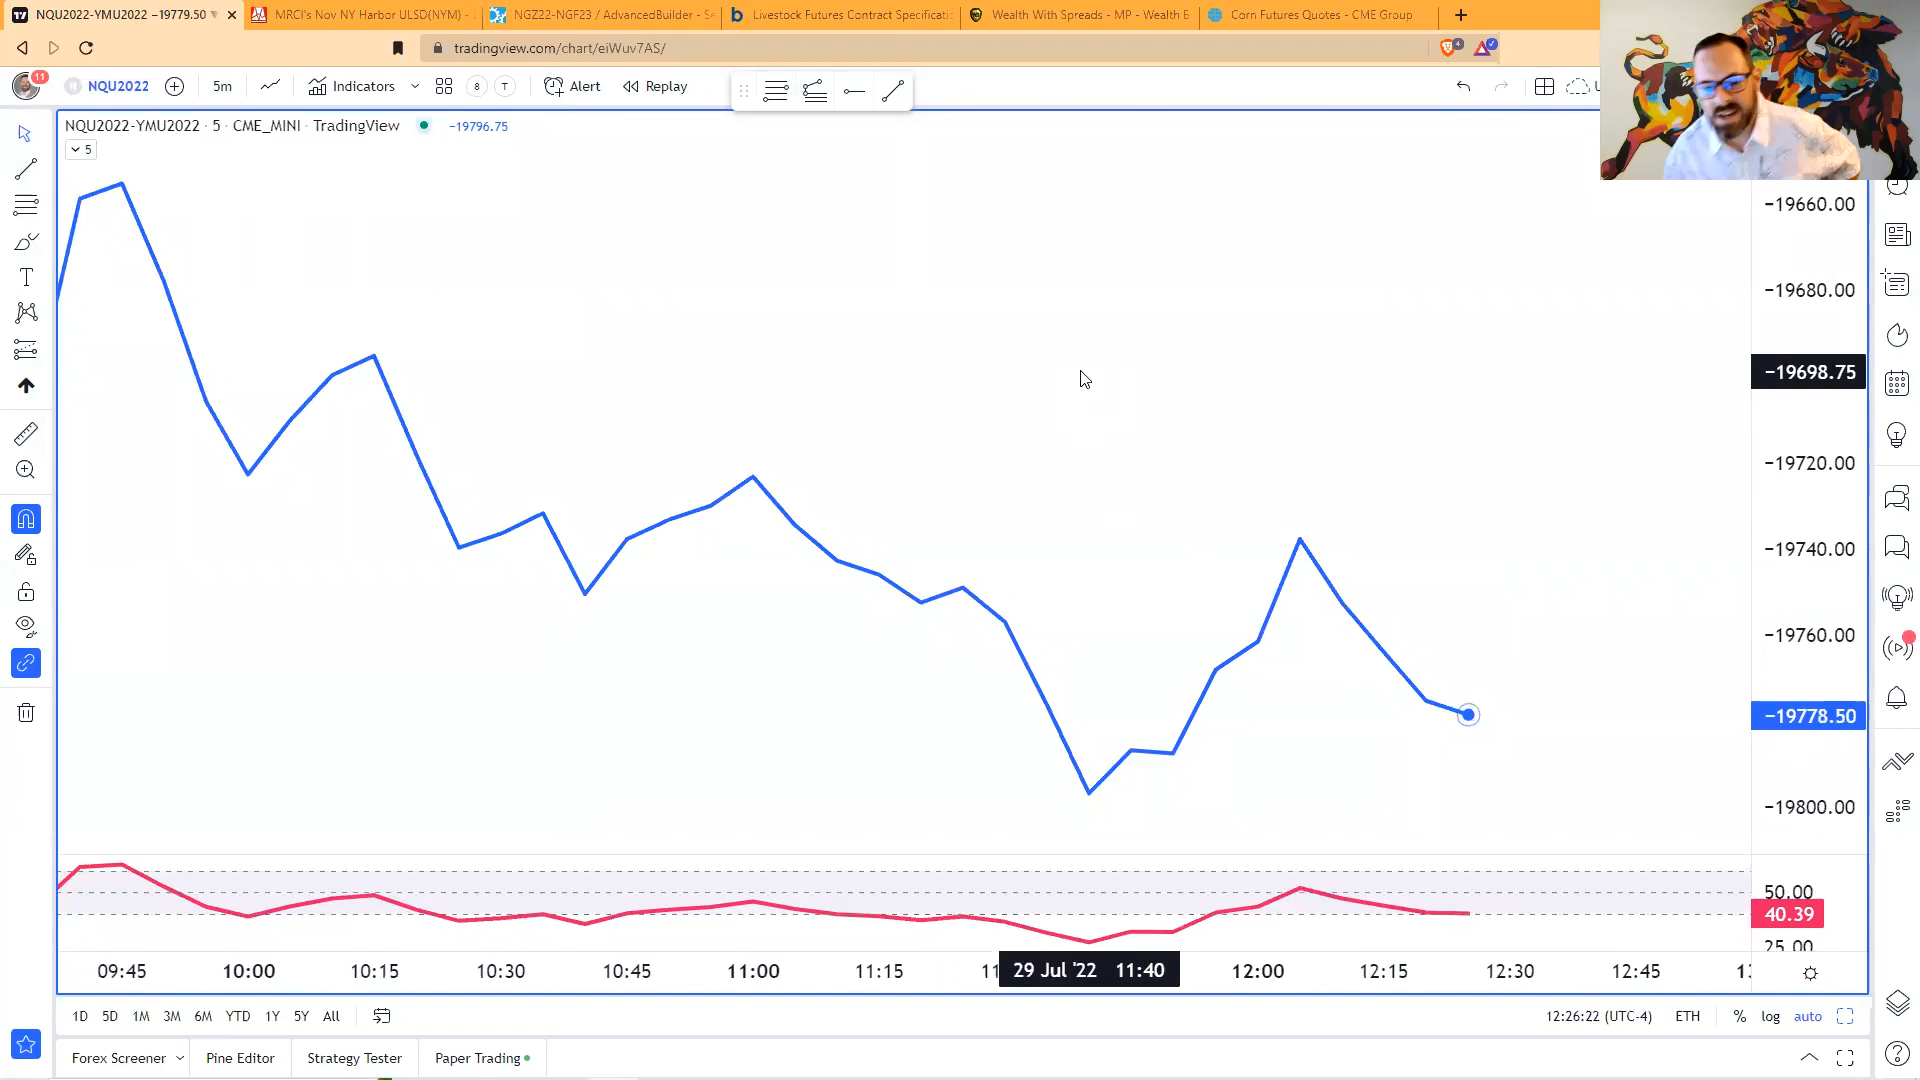 NQU2022-YMU2022 −19779.50
MRCI's Nov NY Harbor ULSD(NYM) -
NGZ22-NGF23 / AdvancedBuilder - Se
Livestock Futures Contract Specificatio
Wealth With Spreads - MP - Wealth B
Corn Futures Quotes - CME Group
tradingview.com/chart/eiWuv7AS/
4
11
NQU2022
5m
Indicators
8
T
Alert
Replay
NQU2022-YMU2022 · 5 · CME_MINI · TradingView
−19796.75
5
−19660.00
−19680.00
−19698.75
−19720.00
−19740.00
−19760.00
−19778.50
−19800.00
50.00
40.39
25.00
09:45 10:00 10:15 10:30 10:45 11:00 11:15 29 Jul '22 11:40 12:00 12:15 12:30 12:45
1D 5D 1M 3M 6M YTD 1Y 5Y All
12:26:22 (UTC-4) ETH % log auto
Forex Screener Pine Editor Strategy Tester Paper Trading